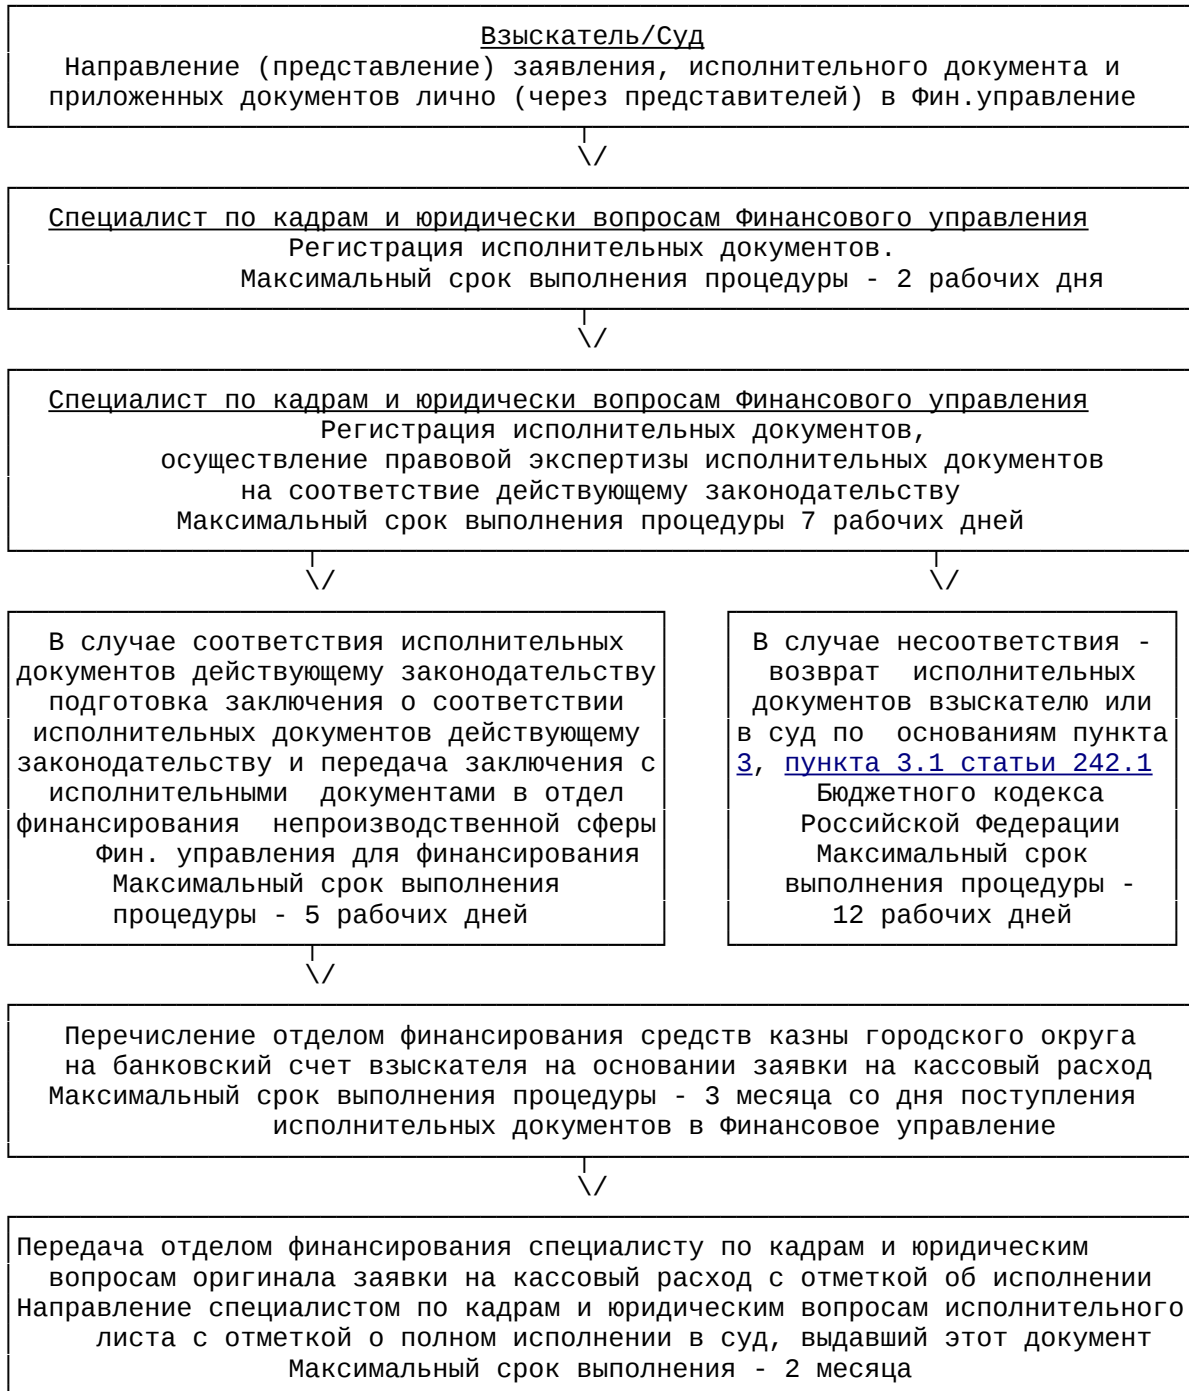 Взыскатель/Суд
Направление (представление) заявления, исполнительного документа и
приложенных документов лично (через представителей) в Фин.управление
\/
Специалист по кадрам и юридически вопросам Финансового управления
Регистрация исполнительных документов.
Максимальный срок выполнения процедуры - 2 рабочих дня
\/
Специалист по кадрам и юридически вопросам Финансового управления
Регистрация исполнительных документов,
осуществление правовой экспертизы исполнительных документов
на соответствие действующему законодательству
Максимальный срок выполнения процедуры 7 рабочих дней
\/ \/
В случае соответствия исполнительных
документов действующему законодательству
подготовка заключения о соответствии
исполнительных документов действующему
законодательству и передача заключения с
исполнительными документами в отдел
финансирования непроизводственной сферы
Фин. управления для финансирования
Максимальный срок выполнения
процедуры - 5 рабочих дней
В случае несоответствия -
возврат исполнительных
документов взыскателю или
в суд по основаниям пункта
3, пункта 3.1 статьи 242.1
Бюджетного кодекса
Российской Федерации
Максимальный срок
выполнения процедуры -
12 рабочих дней
\/
Перечисление отделом финансирования средств казны городского округа
на банковский счет взыскателя на основании заявки на кассовый расход
Максимальный срок выполнения процедуры - 3 месяца со дня поступления
исполнительных документов в Финансовое управление
\/
Передача отделом финансирования специалисту по кадрам и юридическим
вопросам оригинала заявки на кассовый расход с отметкой об исполнении
Направление специалистом по кадрам и юридическим вопросам исполнительного
листа с отметкой о полном исполнении в суд, выдавший этот документ
Максимальный срок выполнения - 2 месяца